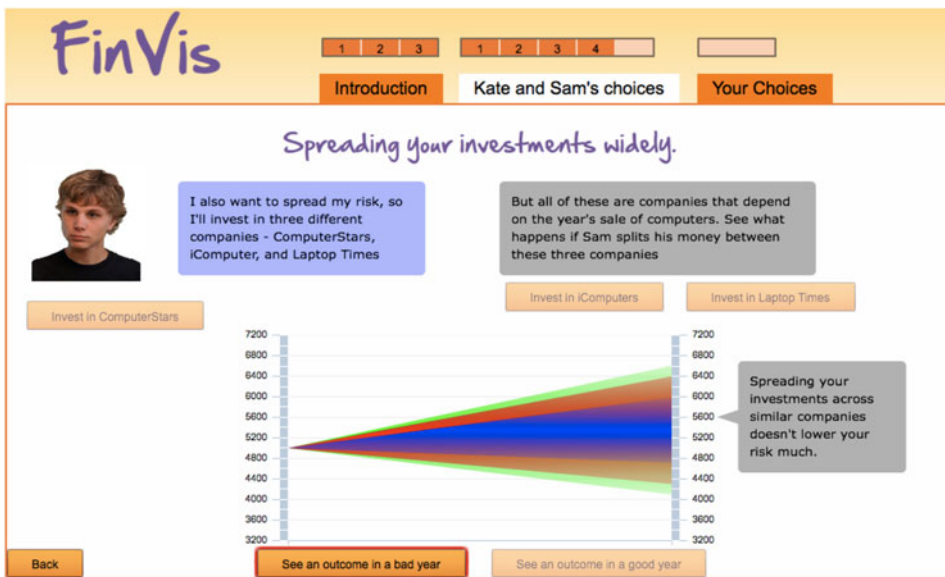 FinVis
1 2 3 1 2 3 4
Introduction Kate and Sam's choices Your Choices
Spreading your investments widely.
I also want to spread my risk, so
I'll invest in three different
companies - ComputerStars,
iComputer, and Laptop Times
But all of these are companies that depend
on the year's sale of computers. See what
happens if Sam splits his money between
these three companies
Invest in ComputerStars
Invest in iComputers Invest in Laptop Times
7200 7200
6800 6800
6400 6400
6000 6000
5600 5600
5200 5200
4800 4800
4400 4400
4000 4000
3600 3600
3200 3200
Spreading your
investments across
similar companies
doesn't lower your
risk much.
Back See an outcome in a bad year See an outcome in a good year